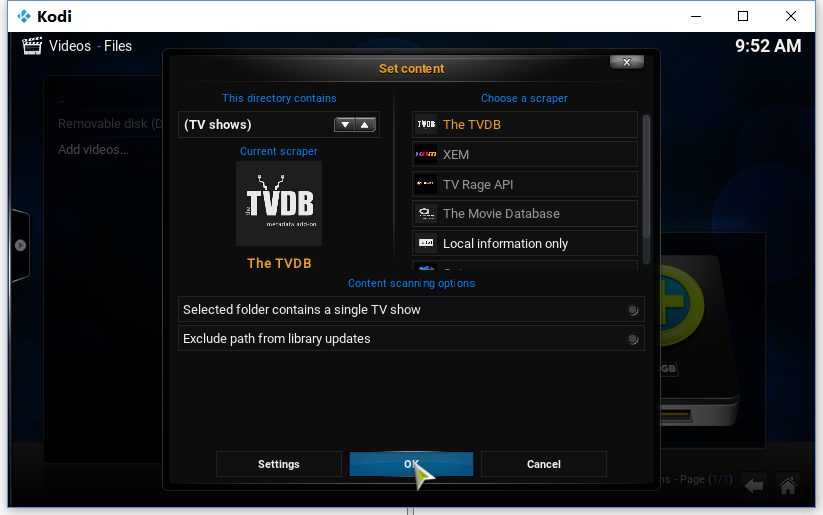 Kodi
Videos - Files
9:52 AM
Set content
..
Removable disk (D
Add videos...
This directory contains
(TV shows)
Current scraper
the TVDB
metadata add-on
The TVDB
Choose a scraper
TVDB The TVDB
XEM
TV Rage API
The Movie Database
Local information only
Content scanning options
Selected folder contains a single TV show
Exclude path from library updates
GB
Settings
OK
Cancel
ms - Page (1/1)